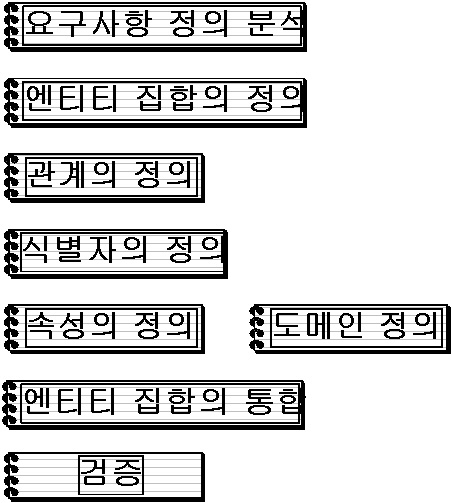 요구사항 정의 분석
엔티티 집합의 정의
관계의 정의
식별자의 정의
속성의 정의 도메인 정의
엔티티 집합의 통합
검증